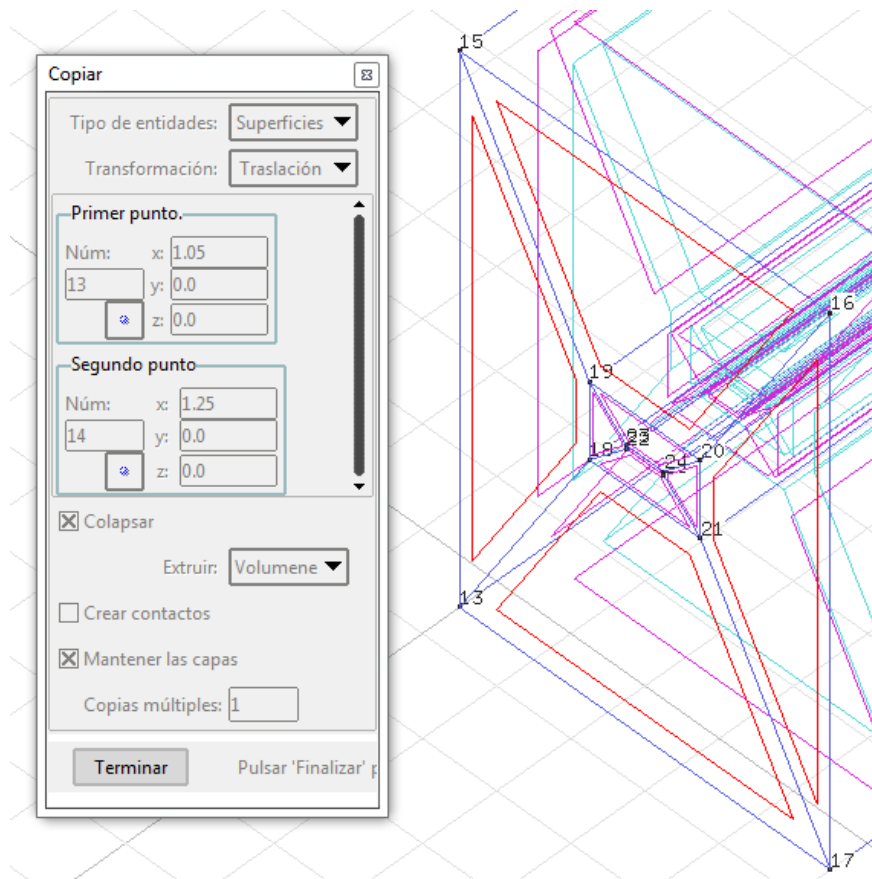 Copiar
Tipo de entidades: Superficies
Transformación: Traslación
Primer punto.
Núm: x: 1.05
13 y: 0.0
z: 0.0
Segundo punto
Núm: x: 1.25
14 y: 0.0
z: 0.0
Colapsar
Extruir: Volumene
Crear contactos
Mantener las capas
Copias múltiples: 1
Terminar Pulsar 'Finalizar' p
15
16
19
18
24
20
21
13
17